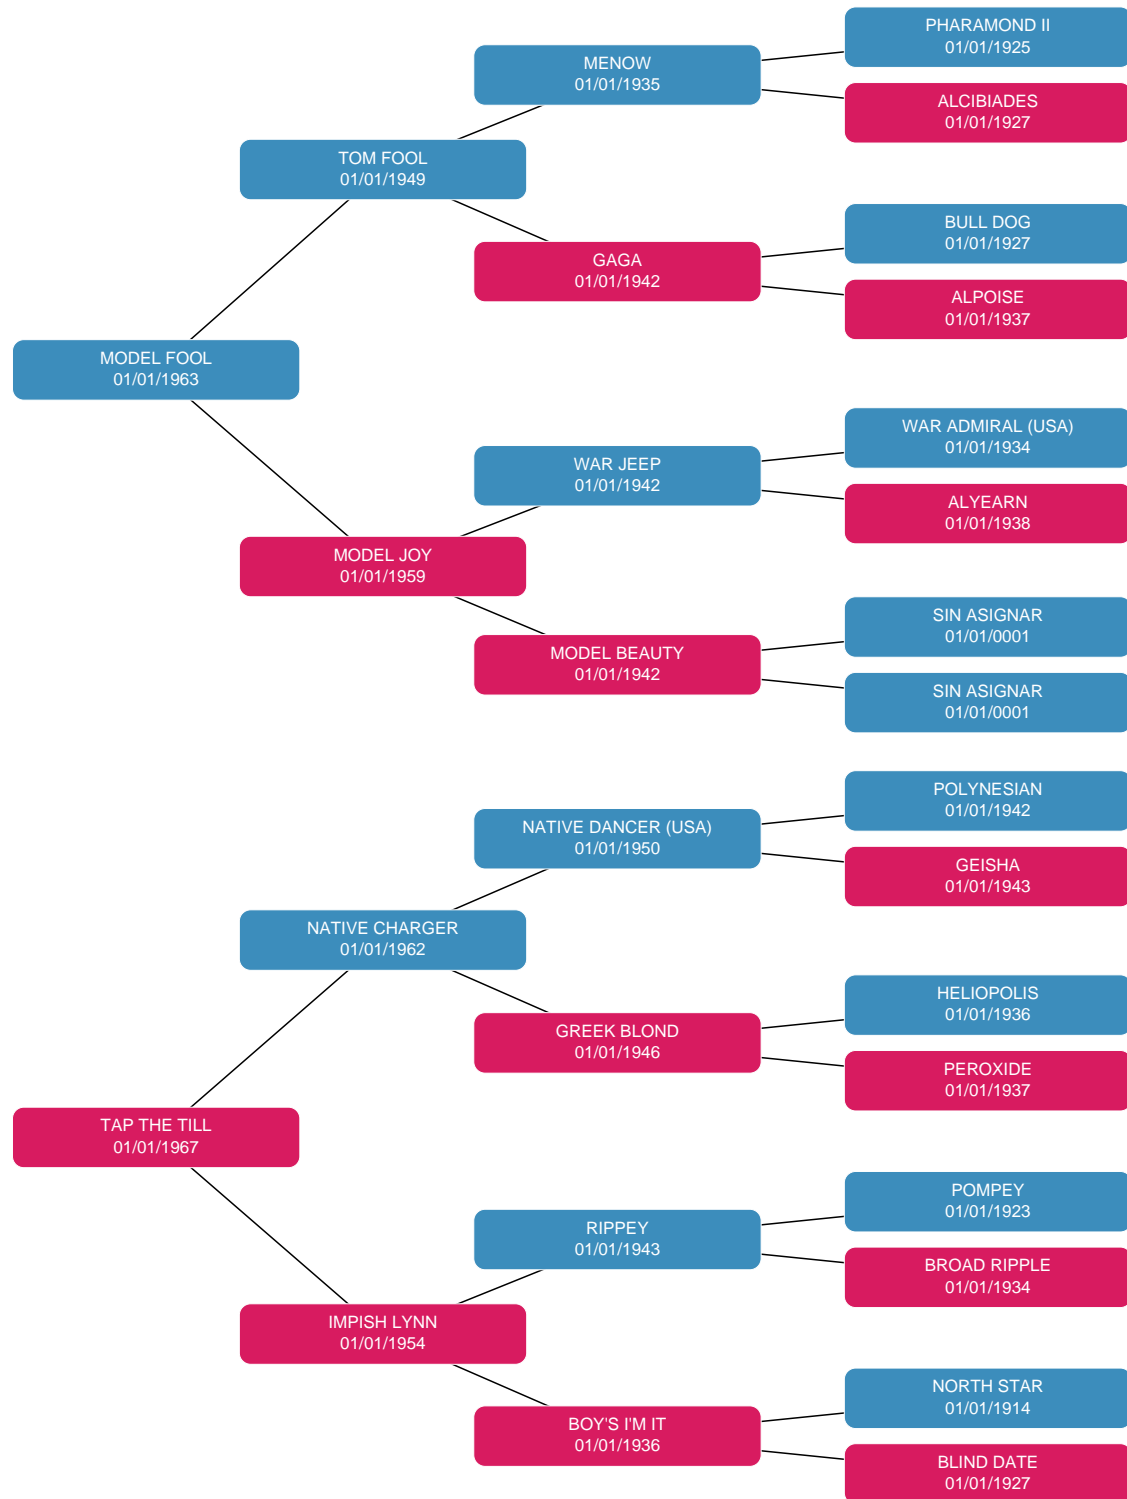 PHARAMOND II
01/01/1925
MENOW
01/01/1935
ALCIBIADES
01/01/1927
TOM FOOL
01/01/1949
BULL DOG
01/01/1927
GAGA
01/01/1942
ALPOISE
01/01/1937
MODEL FOOL
01/01/1963
WAR ADMIRAL (USA)
01/01/1934
WAR JEEP
01/01/1942
ALYEARN
01/01/1938
MODEL JOY
01/01/1959
SIN ASIGNAR
01/01/0001
MODEL BEAUTY
01/01/1942
SIN ASIGNAR
01/01/0001
POLYNESIAN
01/01/1942
NATIVE DANCER (USA)
01/01/1950
GEISHA
01/01/1943
NATIVE CHARGER
01/01/1962
HELIOPOLIS
01/01/1936
GREEK BLOND
01/01/1946
PEROXIDE
01/01/1937
TAP THE TILL
01/01/1967
POMPEY
01/01/1923
RIPPEY
01/01/1943
BROAD RIPPLE
01/01/1934
IMPISH LYNN
01/01/1954
NORTH STAR
01/01/1914
BOY'S I'M IT
01/01/1936
BLIND DATE
01/01/1927